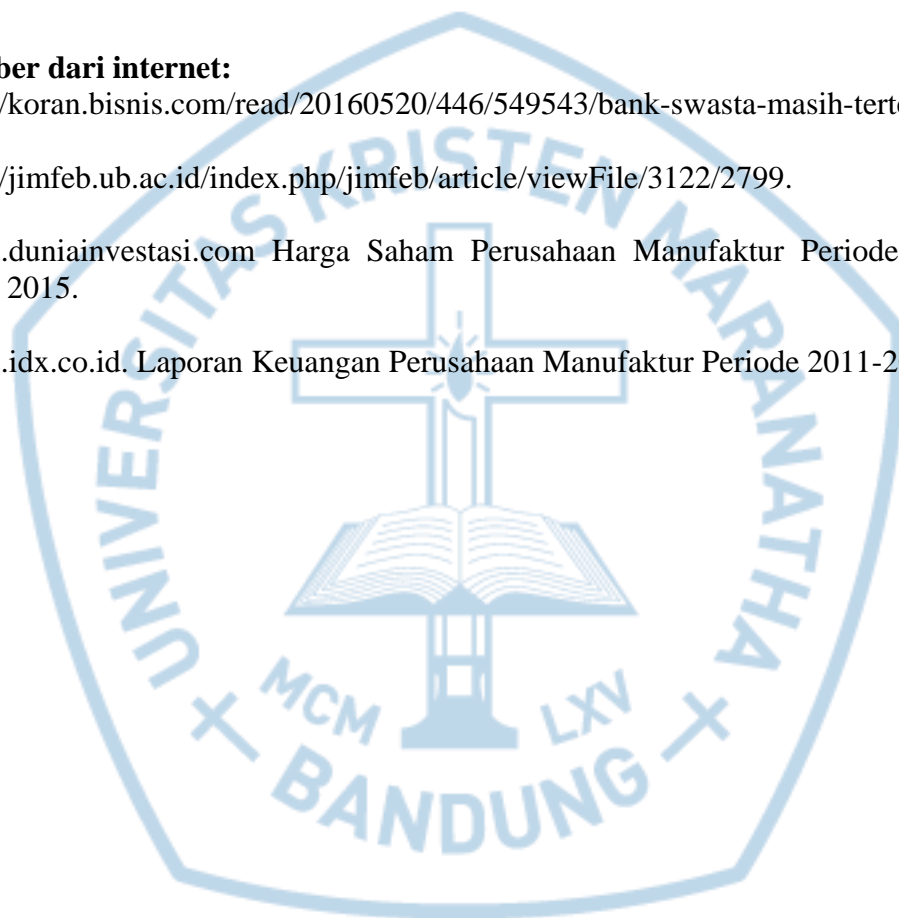 ber dari internet:
/koran.bisnis.com/read/20160520/446/549543/bank-swasta-masih-terte
/jimfeb.ub.ac.id/index.php/jimfeb/article/viewFile/3122/2799.
.duniainvestasi.com Harga Saham Perusahaan Manufaktur Periode
2015.
.idx.co.id. Laporan Keuangan Perusahaan Manufaktur Periode 2011-2
UNIVERSITAS KRISTEN MARANATHA
MCM LXV
BANDUNG